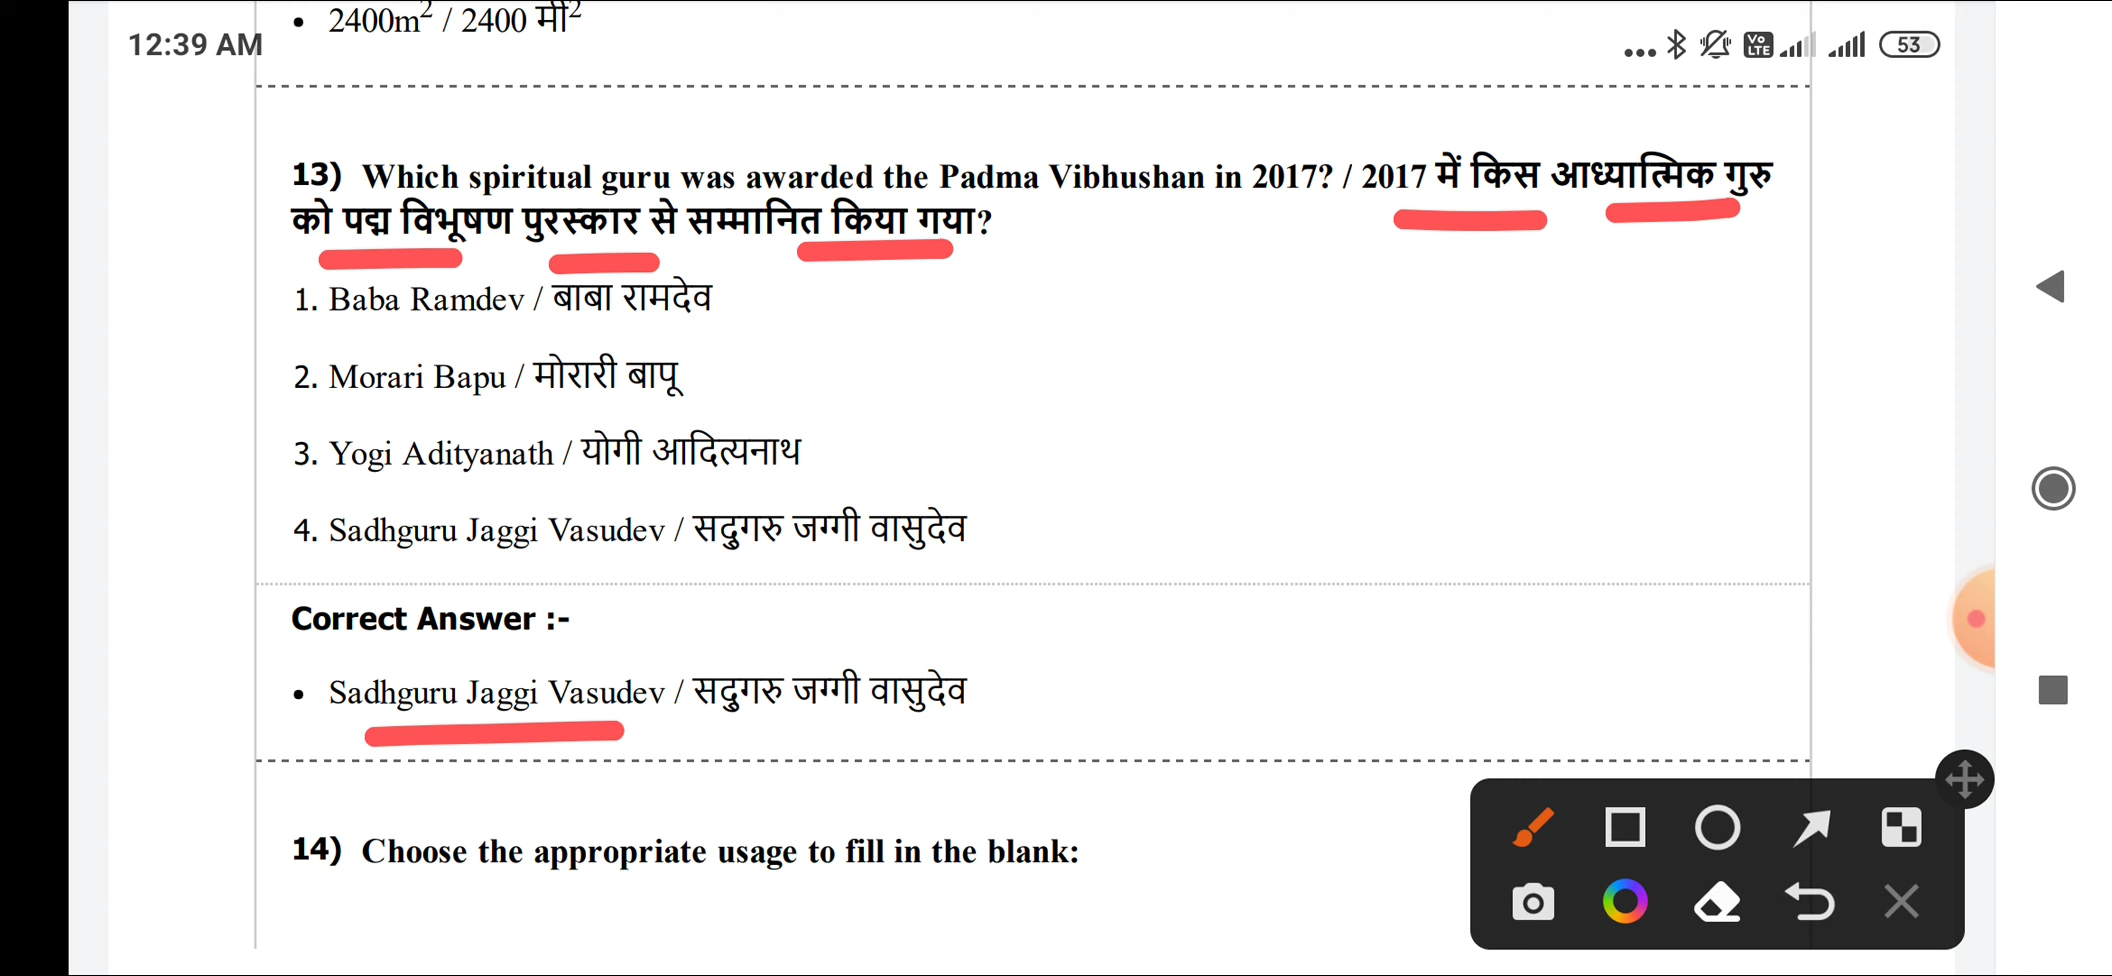 • 2400m² / 2400 मी²
12:39 AM
Vo LTE 53
13) Which spiritual guru was awarded the Padma Vibhushan in 2017? / 2017 में किस आध्यात्मिक गुरु
को पद्म विभूषण पुरस्कार से सम्मानित किया गया?
1. Baba Ramdev / बाबा रामदेव
2. Morari Bapu / मोरारी बापू
3. Yogi Adityanath / योगी आदित्यनाथ
4. Sadhguru Jaggi Vasudev / सद्गुरु जग्गी वासुदेव
Correct Answer :-
• Sadhguru Jaggi Vasudev / सद्गुरु जग्गी वासुदेव
14) Choose the appropriate usage to fill in the blank: